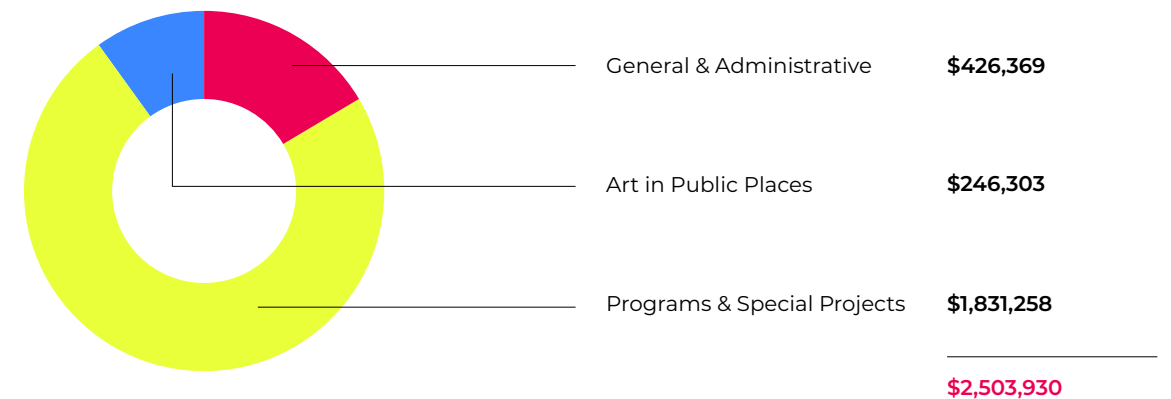 General & Administrative $426,369
Art in Public Places $246,303
Programs & Special Projects $1,831,258
$2,503,930